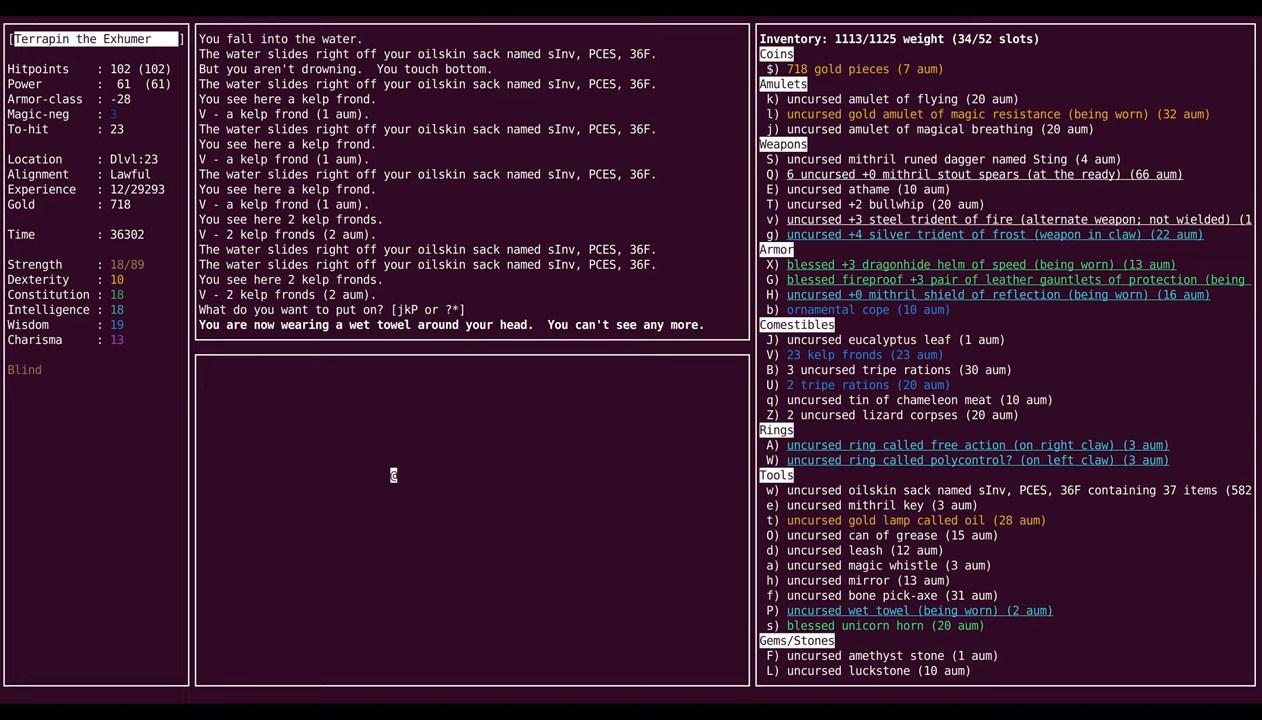 [Terrapin the Exhumer ]
Hitpoints : 102 (102)
Power : 61 (61)
Armor-class : -28
Magic-neg : 3
To-hit : 23
Location : Dlvl:23
Alignment : Lawful
Experience : 12/29293
Gold : 718
Time : 36302
Strength : 18/89
Dexterity : 10
Constitution : 18
Intelligence : 18
Wisdom : 19
Charisma : 13
Blind
You fall into the water.
The water slides right off your oilskin sack named sInv, PCES, 36F.
But you aren't drowning. You touch bottom.
The water slides right off your oilskin sack named sInv, PCES, 36F.
You see here a kelp frond.
V - a kelp frond (1 aum).
The water slides right off your oilskin sack named sInv, PCES, 36F.
You see here a kelp frond.
V - a kelp frond (1 aum).
The water slides right off your oilskin sack named sInv, PCES, 36F.
You see here a kelp frond.
V - a kelp frond (1 aum).
You see here 2 kelp fronds.
V - 2 kelp fronds (2 aum).
The water slides right off your oilskin sack named sInv, PCES, 36F.
The water slides right off your oilskin sack named sInv, PCES, 36F.
You see here 2 kelp fronds.
V - 2 kelp fronds (2 aum).
What do you want to put on? [jkP or ?*]
You are now wearing a wet towel around your head. You can't see any more.
@
Inventory: 1113/1125 weight (34/52 slots)
Coins
$) 718 gold pieces (7 aum)
Amulets
k) uncursed amulet of flying (20 aum)
l) uncursed gold amulet of magic resistance (being worn) (32 aum)
j) uncursed amulet of magical breathing (20 aum)
Weapons
S) uncursed mithril runed dagger named Sting (4 aum)
Q) 6 uncursed +0 mithril stout spears (at the ready) (66 aum)
E) uncursed athame (10 aum)
T) uncursed +2 bullwhip (20 aum)
v) uncursed +3 steel trident of fire (alternate weapon; not wielded) (1
g) uncursed +4 silver trident of frost (weapon in claw) (22 aum)
Armor
X) blessed +3 dragonhide helm of speed (being worn) (13 aum)
G) blessed fireproof +3 pair of leather gauntlets of protection (being
H) uncursed +0 mithril shield of reflection (being worn) (16 aum)
b) ornamental cope (10 aum)
Comestibles
J) uncursed eucalyptus leaf (1 aum)
V) 23 kelp fronds (23 aum)
B) 3 uncursed tripe rations (30 aum)
U) 2 tripe rations (20 aum)
q) uncursed tin of chameleon meat (10 aum)
Z) 2 uncursed lizard corpses (20 aum)
Rings
A) uncursed ring called free action (on right claw) (3 aum)
W) uncursed ring called polycontrol? (on left claw) (3 aum)
Tools
w) uncursed oilskin sack named sInv, PCES, 36F containing 37 items (582
e) uncursed mithril key (3 aum)
t) uncursed gold lamp called oil (28 aum)
O) uncursed can of grease (15 aum)
d) uncursed leash (12 aum)
a) uncursed magic whistle (3 aum)
h) uncursed mirror (13 aum)
f) uncursed bone pick-axe (31 aum)
P) uncursed wet towel (being worn) (2 aum)
s) blessed unicorn horn (20 aum)
Gems/Stones
F) uncursed amethyst stone (1 aum)
L) uncursed luckstone (10 aum)